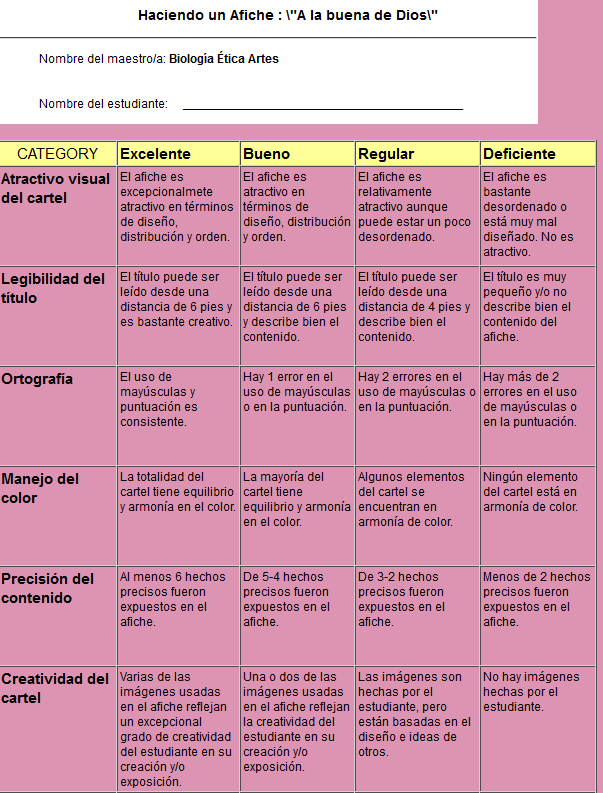 Haciendo un Afiche : \"A la buena de Dios\"
Nombre del maestro/a: Biología Ética Artes
Nombre del estudiante: ________________________________________
CATEGORY Excelente Bueno Regular Deficiente
Atractivo visual
del cartel
El afiche es
excepcionalmete
atractivo en términos
de diseño,
distribución y orden.
El afiche es
atractivo en
términos de
diseño, distribución
y orden.
El afiche es
relativamente
atractivo aunque
puede estar un poco
desordenado.
El afiche es
bastante
desordenado o
está muy mal
diseñado. No es
atractivo.
Legibilidad del
título
El título puede ser
leído desde una
distancia de 6 pies y
es bastante creativo.
El título puede ser
leído desde una
distancia de 6 pies
y describe bien el
contenido.
El título puede ser
leído desde una
distancia de 4 pies y
describe bien el
contenido.
El título es muy
pequeño y/o no
describe bien el
contenido del
afiche.
Ortografía
El uso de
mayúsculas y
puntuación es
consistente.
Hay 1 error en el
uso de mayúsculas
o en la puntuación.
Hay 2 errores en el
uso de mayúsculas o
en la puntuación.
Hay más de 2
errores en el uso
de mayúsculas o
en la puntuación.
Manejo del
color
La totalidad del
cartel tiene equilibrio
y armonía en el color.
La mayoría del
cartel tiene
equilibrio y armonía
en el color.
Algunos elementos
del cartel se
encuentran en
armonía de color.
Ningún elemento
del cartel está en
armonía de color.
Precisión del
contenido
Al menos 6 hechos
precisos fueron
expuestos en el
afiche.
De 5-4 hechos
precisos fueron
expuestos en el
afiche.
De 3-2 hechos
precisos fueron
expuestos en el
afiche.
Menos de 2 hechos
precisos fueron
expuestos en el
afiche.
Creatividad del
cartel
Varias de las
imágenes usadas
en el afiche reflejan
un excepcional
grado de creatividad
del estudiante en su
creación y/o
exposición.
Una o dos de las
imágenes usadas
en el afiche reflejan
la creatividad del
estudiante en su
creación y/o
exposición.
Las imágenes son
hechas por el
estudiante, pero
están basadas en el
diseño e ideas de
otros.
No hay imágenes
hechas por el
estudiante.